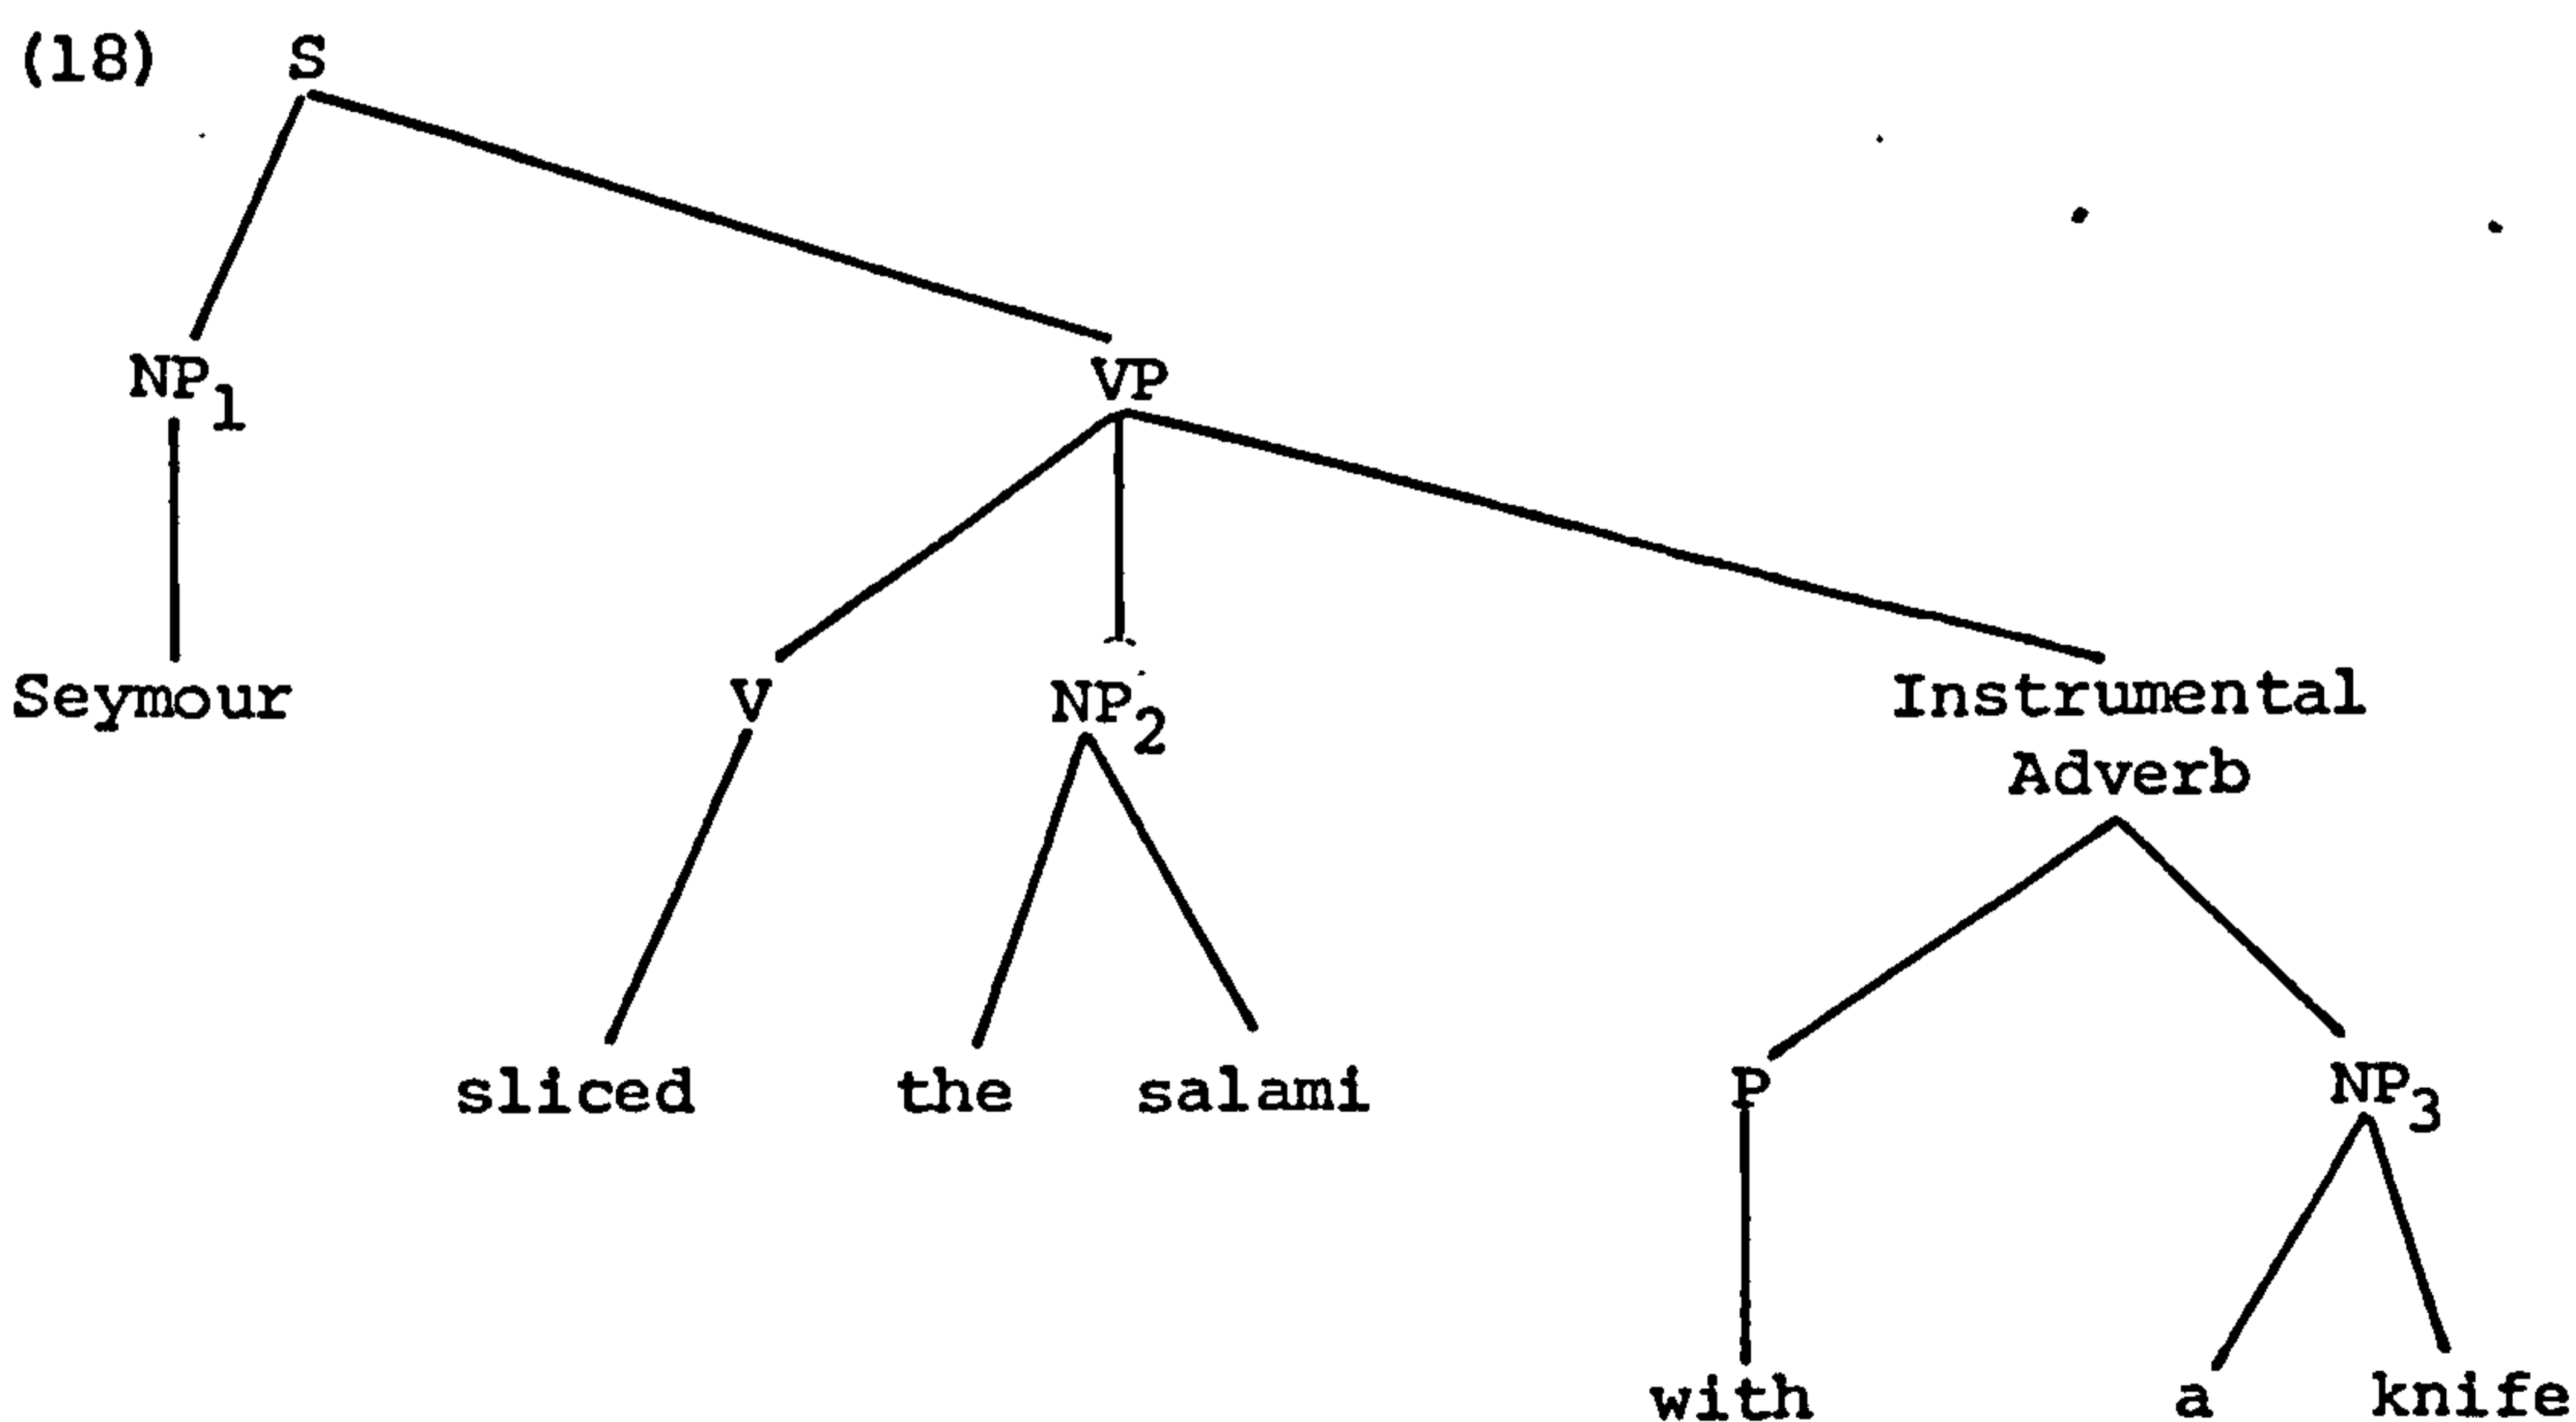 (18) S
NP1 VP
Seymour V NP2 Instrumental
Adverb
sliced the salami P NP3
with a knife